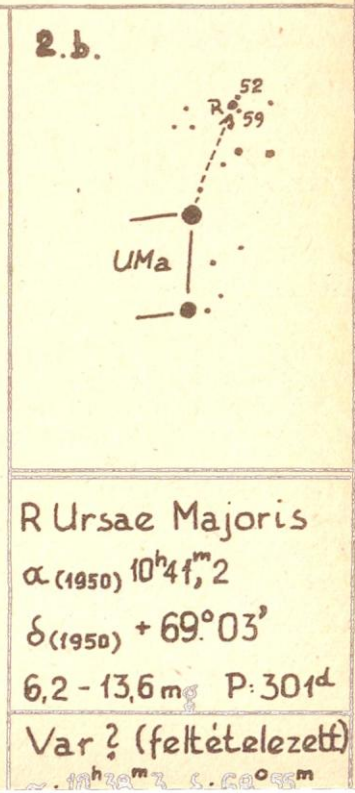 2.b.
52
R
59
UMa
R Ursae Majoris
α (1950) 10ʰ41ᵐ,2
δ (1950) + 69°03'
6,2 - 13,6 mg P: 301ᵈ
Var ? (feltételezett)